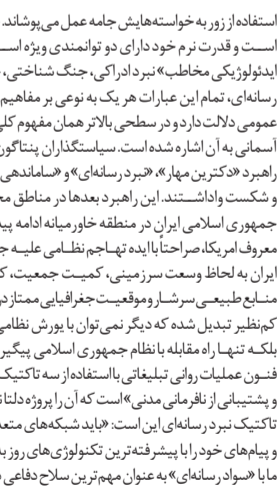 استفاده از زور به خواسته‌هایش جامه عمل می‌پوشاند.
است و قدرت نرم خود دارای دو توانمندی ویژه است
ایدئولوژیکی مخاطب» نبرد ادراکی، جنگ شناختی،
رسانه‌ای، تمام این عبارات هر یک به نوعی بر مفاهیم
عمومی دلالت دارد و در سطحی بالاتر همان مفهوم
آسمانی به آن اشاره شده است. سیاستگذاران پنتاگون
راهبرد «دکترین مهار»، «نبرد رسانه‌ای» و «ساماندهی
و شکست واداشتند. این راهبرد بعدها در مناطق
جمهوری اسلامی ایران در منطقه خاورمیانه ادامه
معروف امریکا، صراحتاً با ایده تهاجم نظامی علیه
ایران به لحاظ وسعت سرزمینی، کمیت جمعیت،
منابع طبیعی سرشار و موقعیت جغرافیایی ممتاز
کم‌نظیر تبدیل شده که دیگر نمی‌توان با یورش نظامی
بلکه تنها راه مقابله با نظام جمهوری اسلامی پیگیر
فنون عملیات روانی تبلیغاتی با استفاده از سه تاکتیک
و پشتیبانی از نافرمانی مدنی» است که آن را پروژه دلتا
تاکتیک نبرد رسانه‌ای این است: «باید شبکه‌های
و پیام‌های خود را با پیشرفته‌ترین تکنولوژی‌های روز
ما با «سواد رسانه‌ای» به عنوان مهم‌ترین سلاح دفاعی